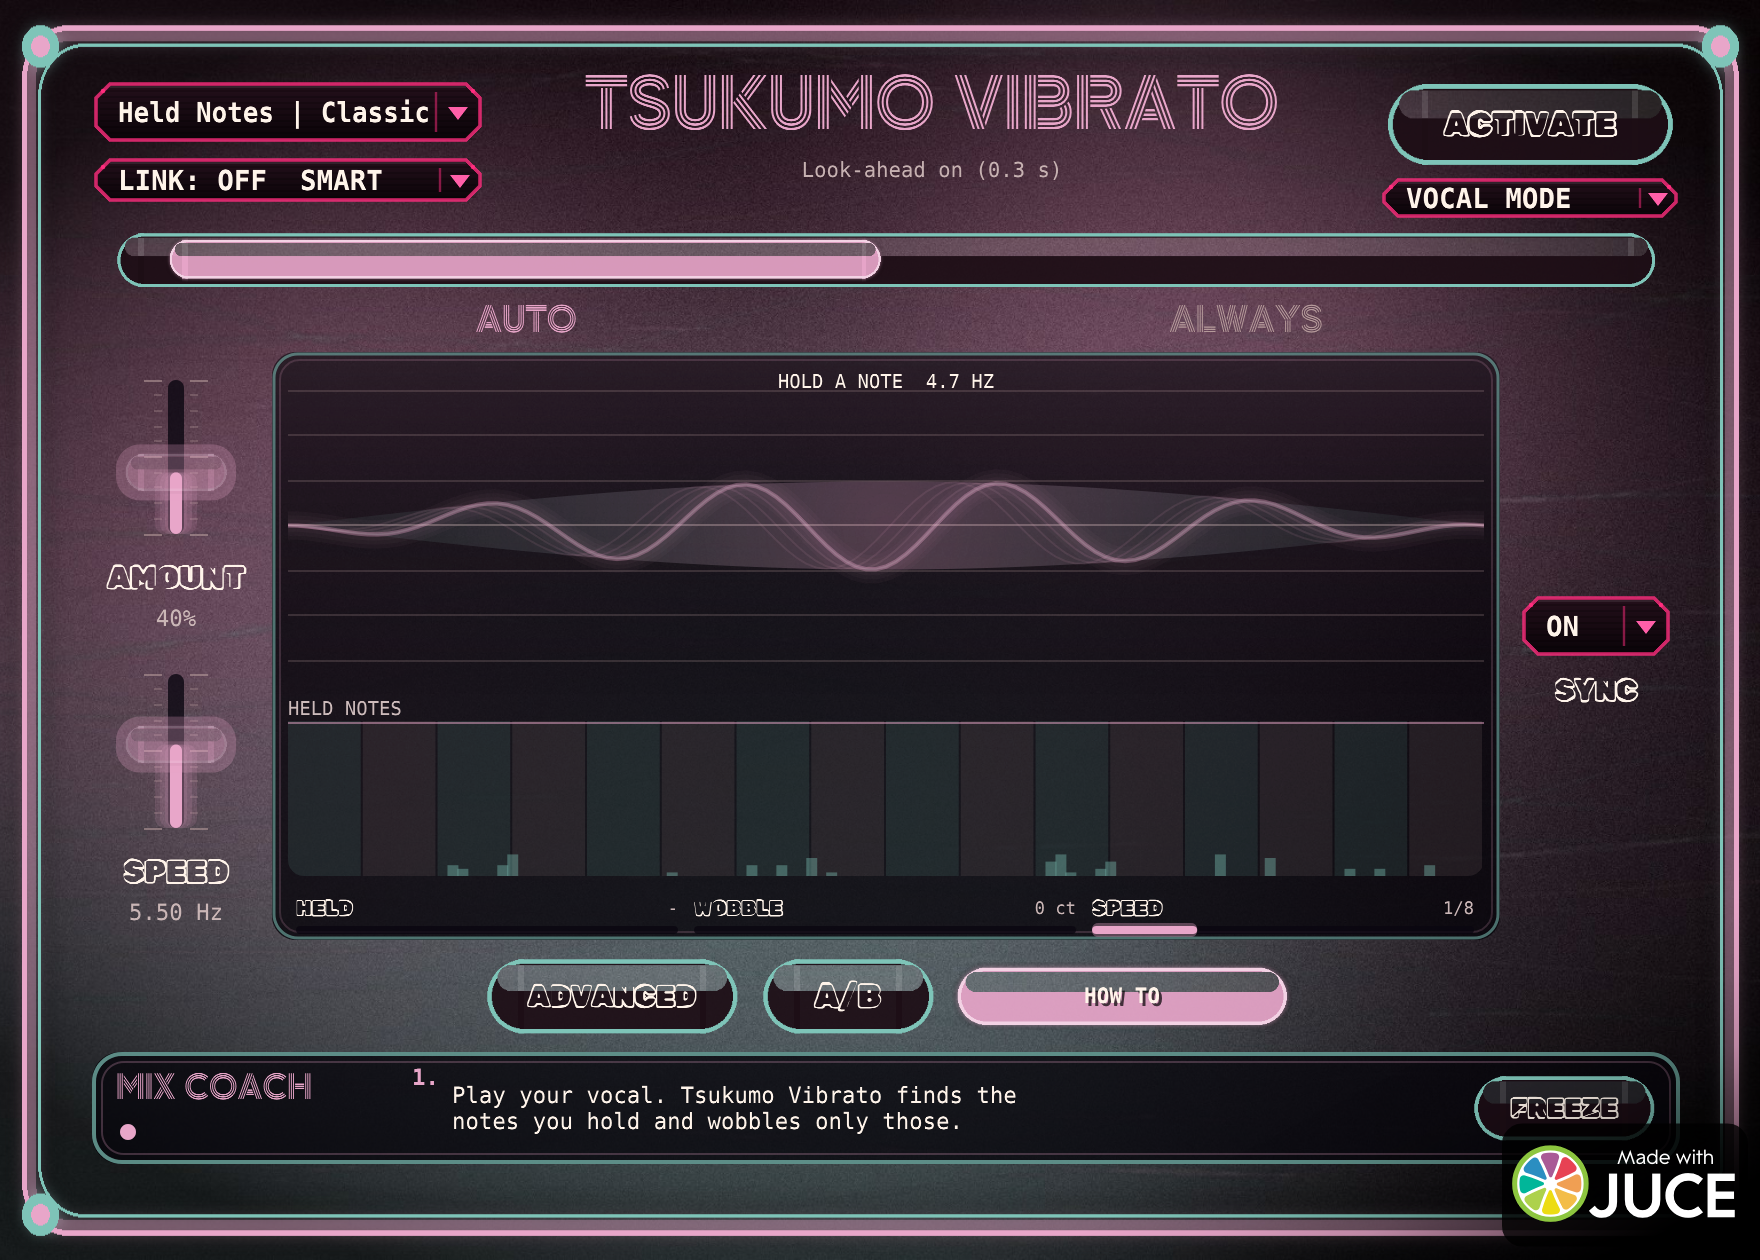 Held Notes | Classic
TSUKUMO VIBRATO
ACTIVATE
LINK: OFF SMART
Look-ahead on (0.3 s)
VOCAL MODE
AUTO
ALWAYS
HOLD A NOTE 4.7 HZ
AMOUNT
40%
ON
SYNC
HELD NOTES
SPEED
5.50 Hz
HELD - WOBBLE 0 ct SPEED 1/8
ADVANCED
A/B
HOW TO
MIX COACH
1.
Play your vocal. Tsukumo Vibrato finds the
notes you hold and wobbles only those.
FREEZE
Made with
JUCE